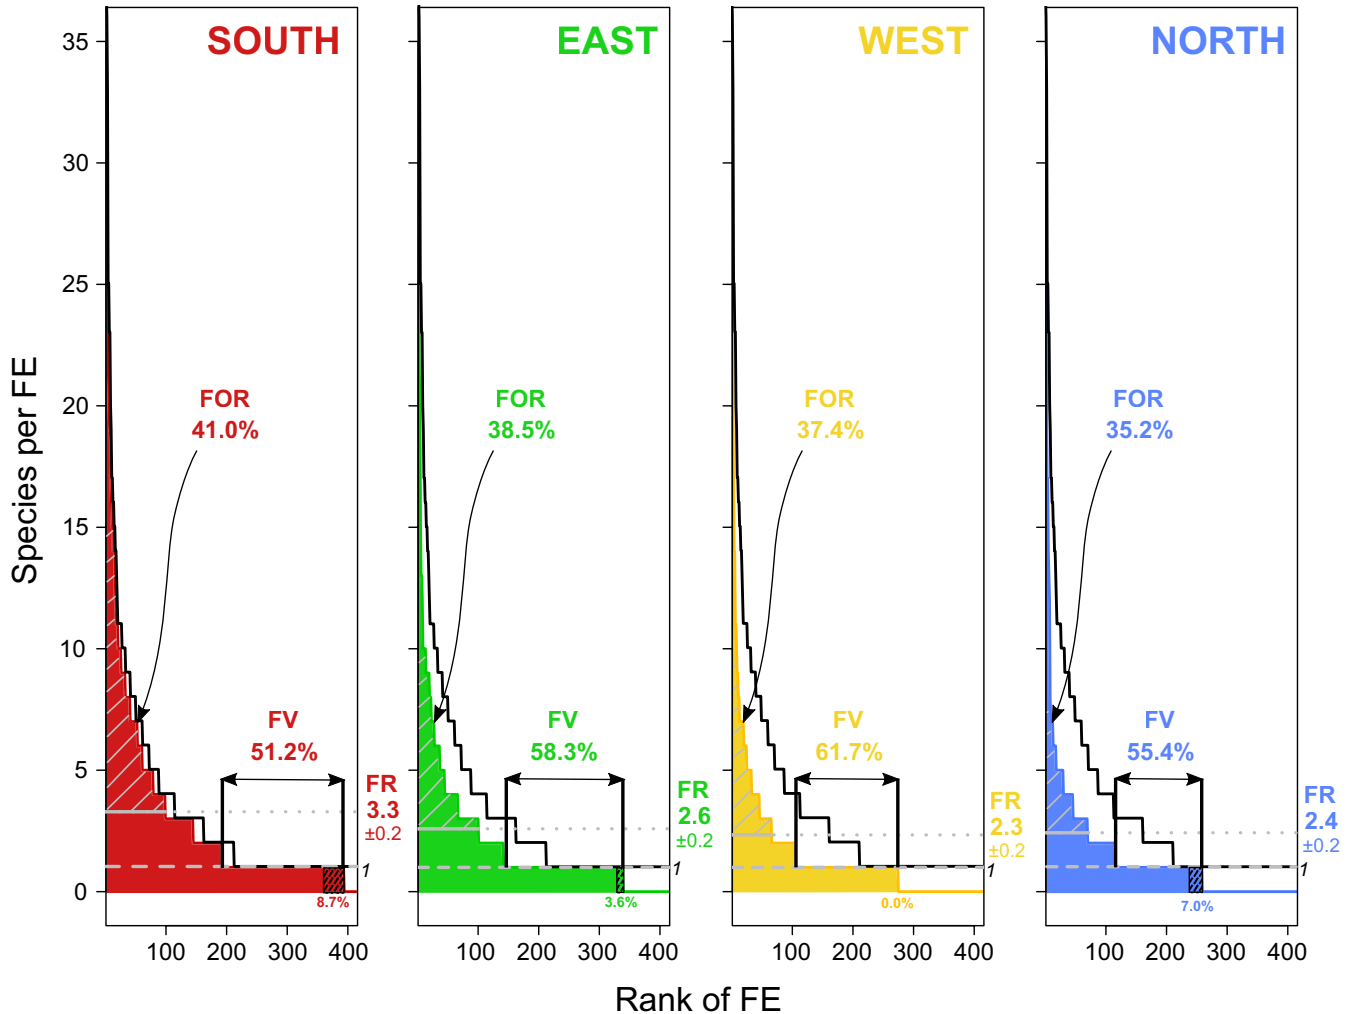 SOUTH
EAST
WEST
NORTH
Species per FE
35
30
25
20
15
10
5
0
FOR
41.0%
FV
51.2%
FR
3.3
±0.2
1
8.7%
100 200 300 400
FOR
38.5%
FV
58.3%
FR
2.6
±0.2
1
3.6%
100 200 300 400
FOR
37.4%
FV
61.7%
FR
2.3
±0.2
1
0.0%
100 200 300 400
FOR
35.2%
FV
55.4%
FR
2.4
±0.2
1
7.0%
100 200 300 400
Rank of FE